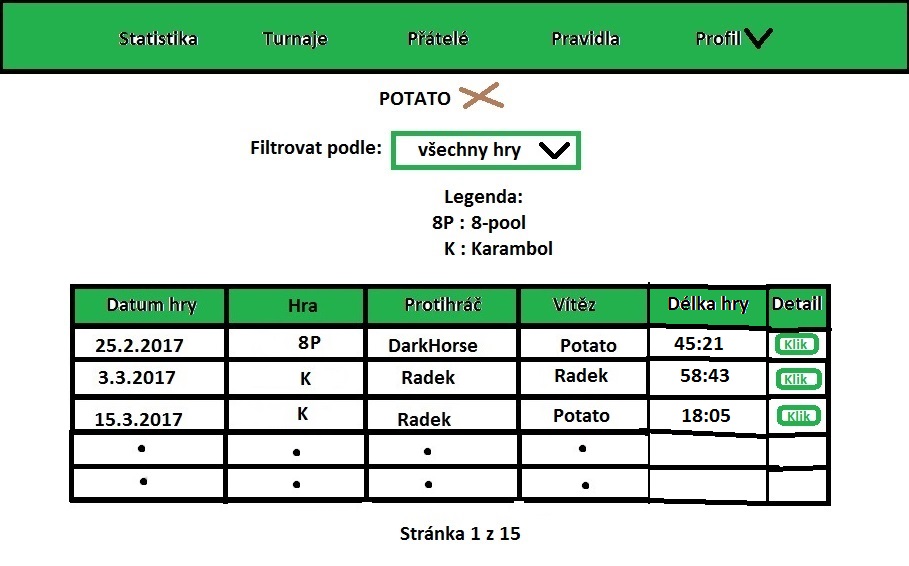 Statistika Turnaje Přátelé Pravidla Profil
POTATO
Filtrovat podle: všechny hry
Legenda:
8P : 8-pool
K : Karambol
Datum hry Hra Protihráč Vítěz Délka hry Detail
25.2.2017 8P DarkHorse Potato 45:21 Klik
3.3.2017 K Radek Radek 58:43 Klik
15.3.2017 K Radek Potato 18:05 Klik
Stránka 1 z 15